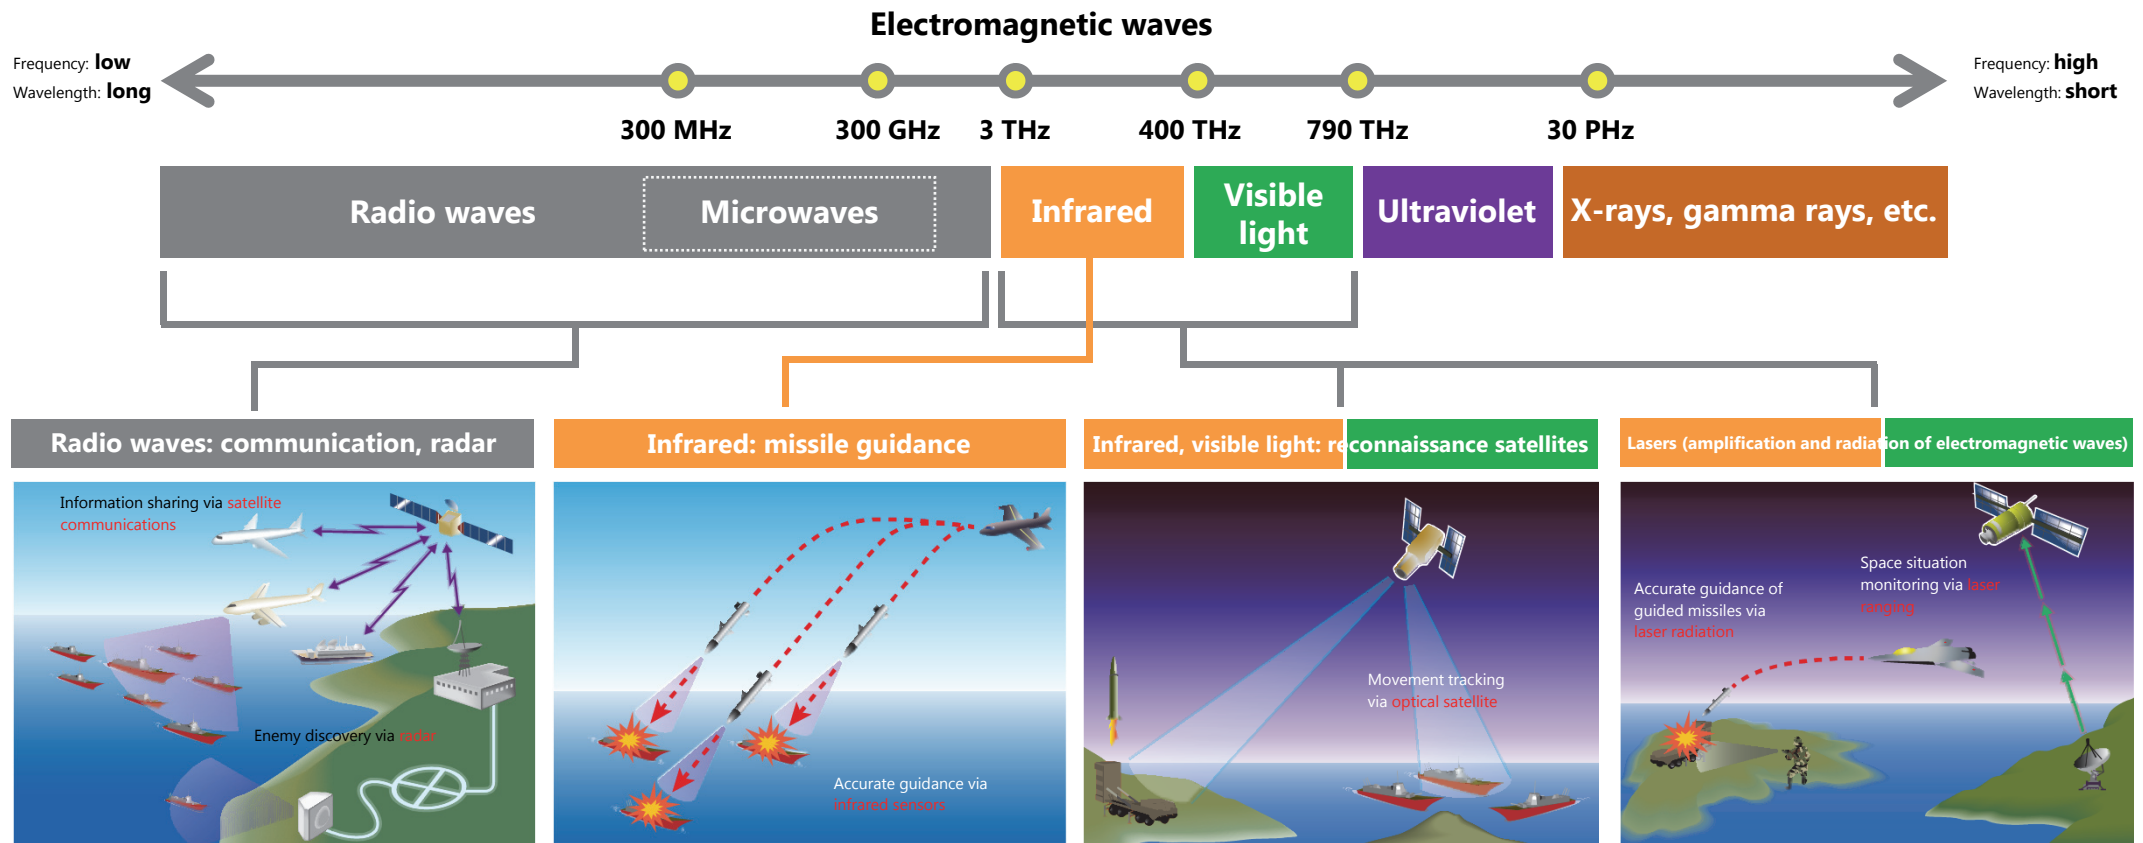 Electromagnetic waves
Frequency: low
Wavelength: long
Frequency: high
Wavelength: short
300 MHz
300 GHz
3 THz
400 THz
790 THz
30 PHz
Radio waves
Microwaves
Infrared
Visible
light
Ultraviolet
X-rays, gamma rays, etc.
Radio waves: communication, radar
Information sharing via satellite
communications
Enemy discovery via radar
Infrared: missile guidance
Accurate guidance via
infrared sensors
Infrared, visible light: reconnaissance satellites
Movement tracking
via optical satellite
Lasers (amplification and radiation of electromagnetic waves)
Space situation
monitoring via laser
ranging
Accurate guidance of
guided missiles via
laser radiation